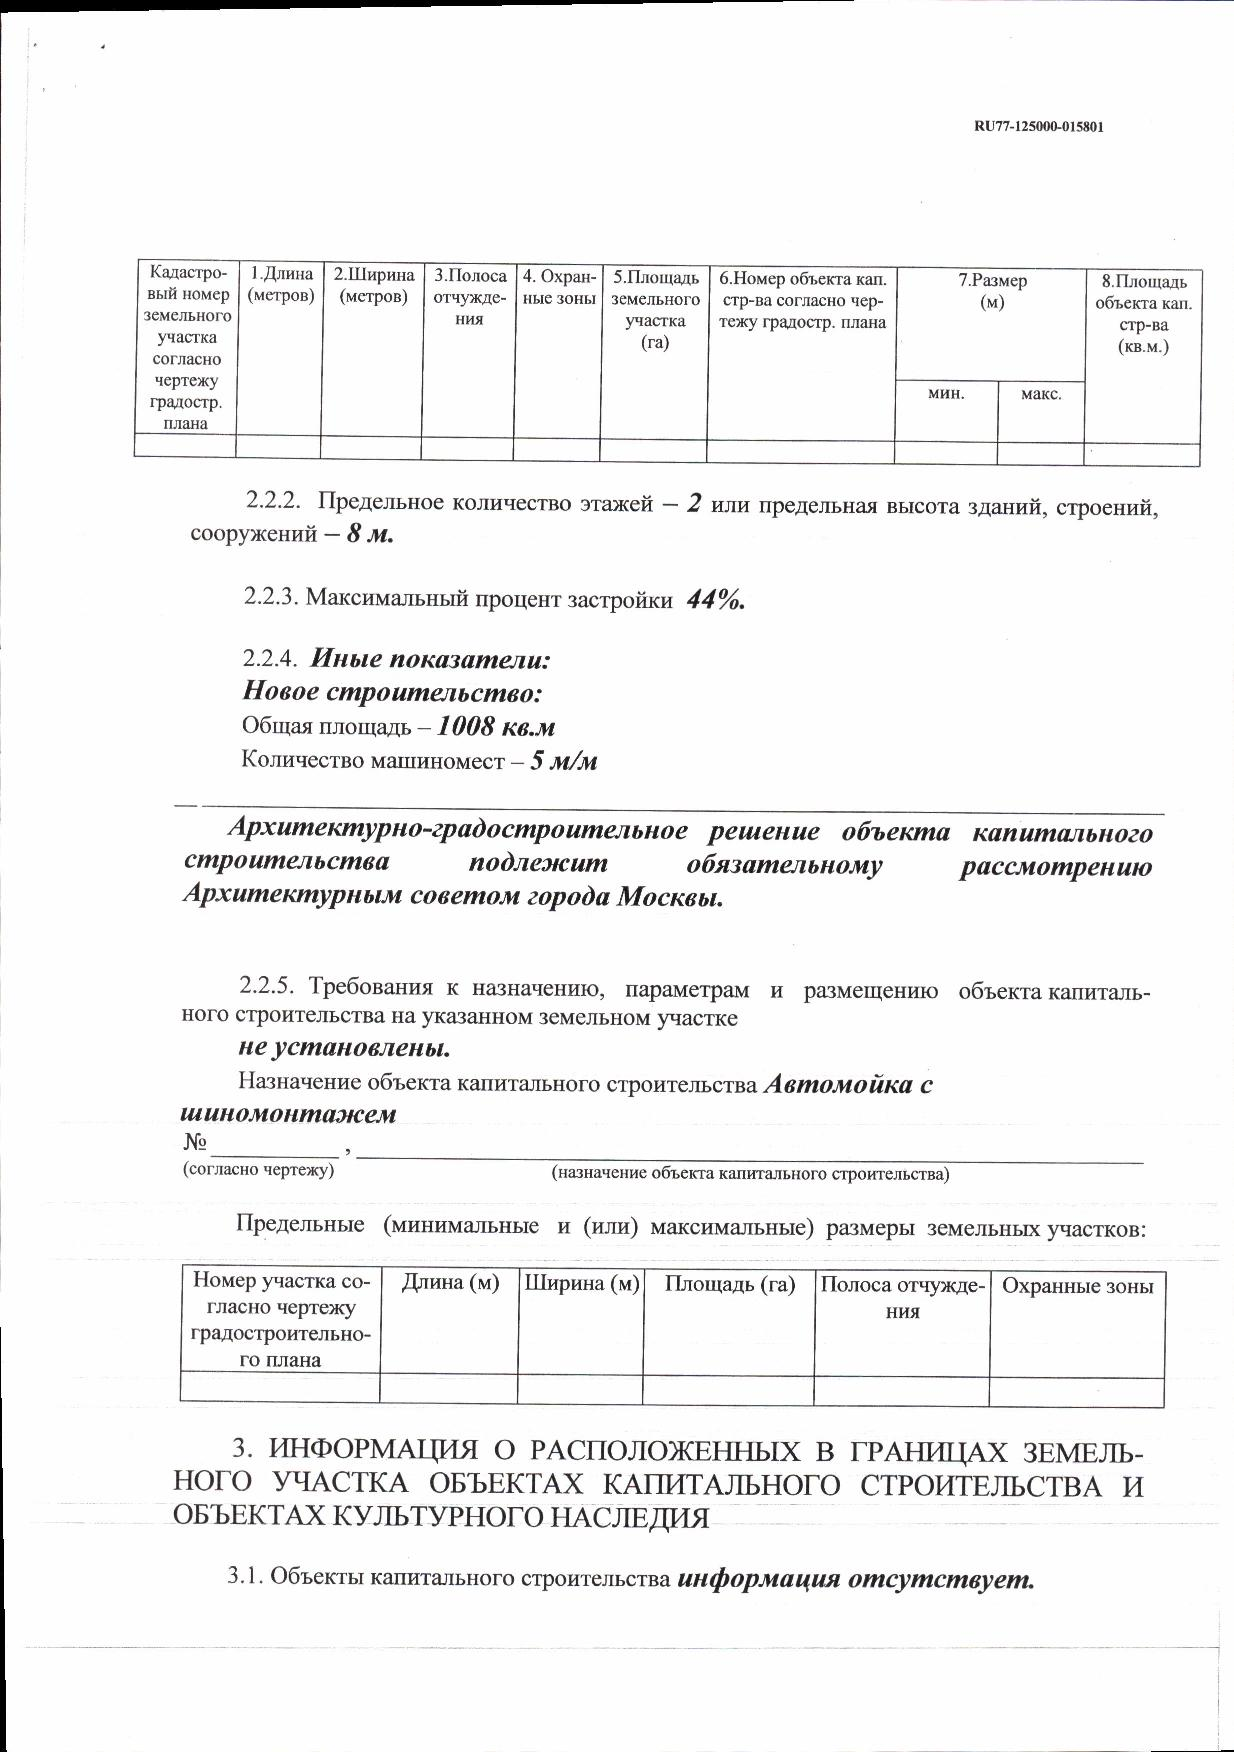 RU77-125000-015801
Кадастро-
вый номер
земельного
участка
согласно
чертежу
градостр.
плана
1.Длина
(метров)
2.Ширина
(метров)
3.Полоса
отчужде-
ния
4. Охран-
ные зоны
5.Площадь
земельного
участка
(га)
6.Номер объекта кап.
стр-ва согласно чер-
тежу градостр. плана
7.Размер
(м)
мин.
макс.
8.Площадь
объекта кап.
стр-ва
(кв.м.)
2.2.2. Предельное количество этажей – 2 или предельная высота зданий, строений,
сооружений – 8 м.
2.2.3. Максимальный процент застройки 44%.
2.2.4. Иные показатели:
Новое строительство:
Общая площадь – 1008 кв.м
Количество машиномест – 5 м/м
Архитектурно-градостроительное решение объекта капитального
строительства подлежит обязательному рассмотрению
Архитектурным советом города Москвы.
2.2.5. Требования к назначению, параметрам и размещению объекта капиталь-
ного строительства на указанном земельном участке
не установлены.
Назначение объекта капитального строительства Автомойка с
шиномонтажем
№ __________ , __________
(согласно чертежу) (назначение объекта капитального строительства)
Предельные (минимальные и (или) максимальные) размеры земельных участков:
Номер участка со-
гласно чертежу
градостроительно-
го плана
Длина (м)
Ширина (м)
Площадь (га)
Полоса отчужде-
ния
Охранные зоны
3. ИНФОРМАЦИЯ О РАСПОЛОЖЕННЫХ В ГРАНИЦАХ ЗЕМЕЛЬ-
НОГО УЧАСТКА ОБЪЕКТАХ КАПИТАЛЬНОГО СТРОИТЕЛЬСТВА И
ОБЪЕКТАХ КУЛЬТУРНОГО НАСЛЕДИЯ
3.1. Объекты капитального строительства информация отсутствует.